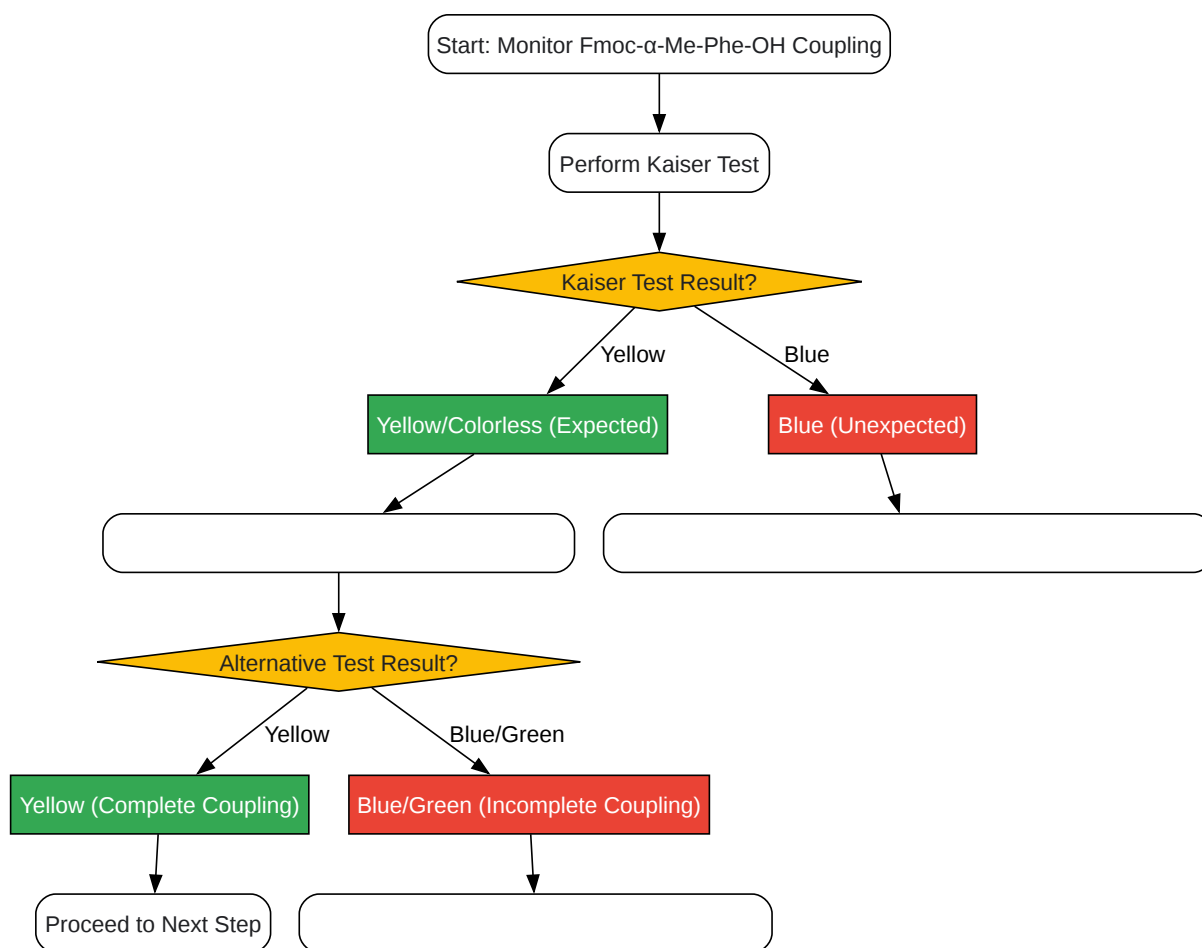 Start: Monitor Fmoc-α-Me-Phe-OH Coupling
Perform Kaiser Test
Kaiser Test Result?
Yellow
Blue
Yellow/Colorless (Expected)
Blue (Unexpected)
Alternative Test Result?
Yellow
Blue/Green
Yellow (Complete Coupling)
Blue/Green (Incomplete Coupling)
Proceed to Next Step